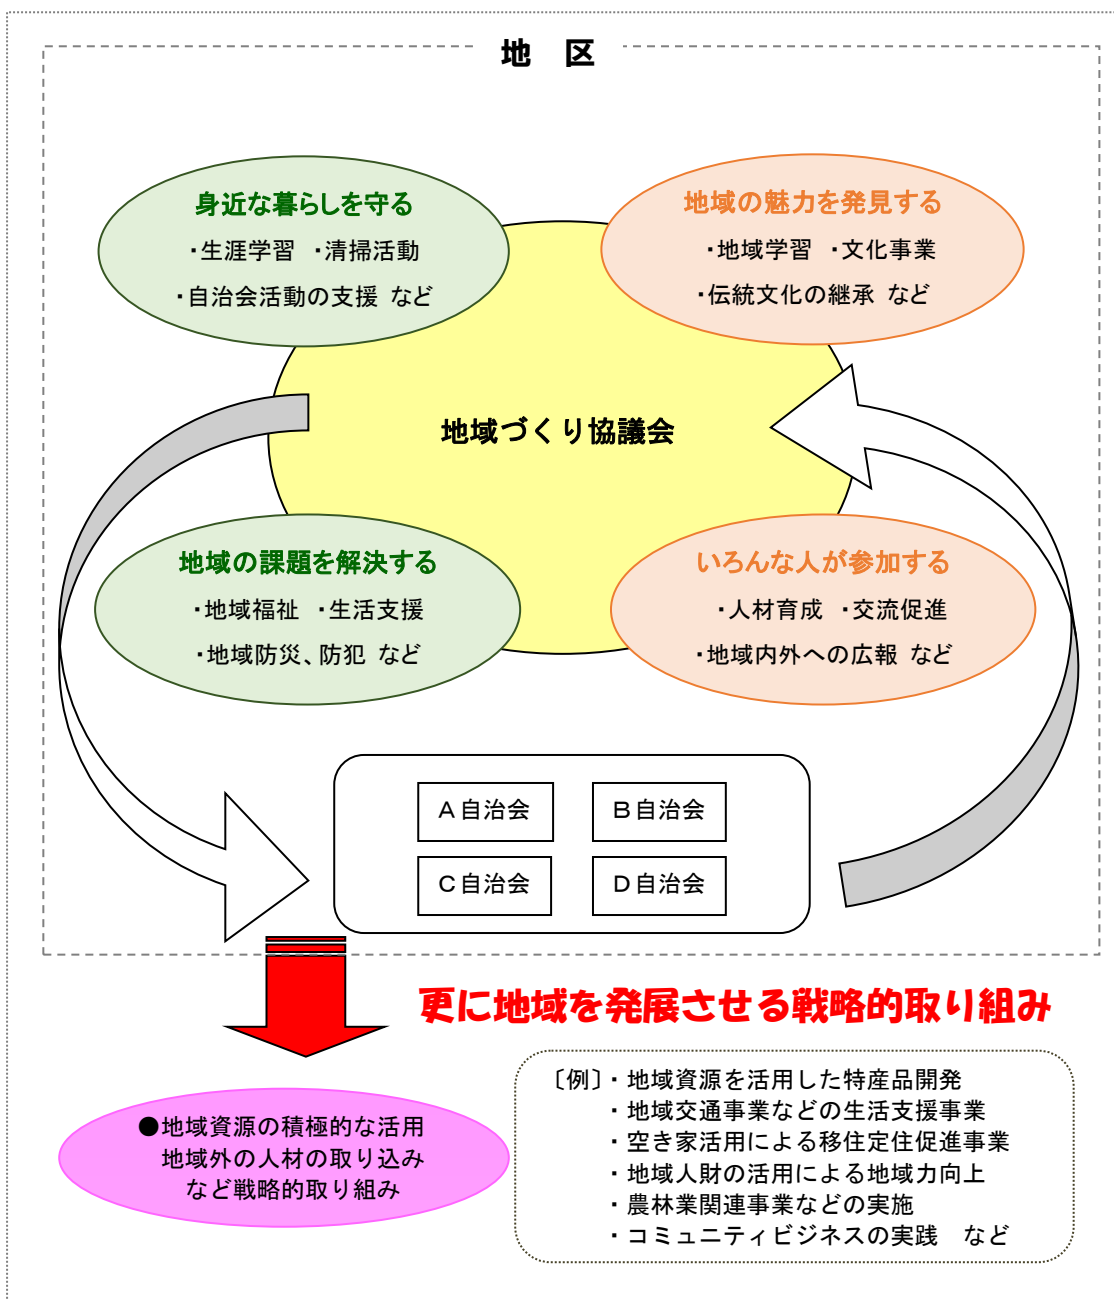 地　区
身近な暮らしを守る
・生涯学習　・清掃活動
・自治会活動の支援 など
地域の魅力を発見する
・地域学習　・文化事業
・伝統文化の継承 など
地域づくり協議会
地域の課題を解決する
・地域福祉　・生活支援
・地域防災、防犯 など
いろんな人が参加する
・人材育成　・交流促進
・地域内外への広報 など
Ａ自治会
Ｂ自治会
Ｃ自治会
Ｄ自治会
更に地域を発展させる戦略的取り組み
●地域資源の積極的な活用
地域外の人材の取り込み
など戦略的取り組み
〔例〕・地域資源を活用した特産品開発
・地域交通事業などの生活支援事業
・空き家活用による移住定住促進事業
・地域人財の活用による地域力向上
・農林業関連事業などの実施
・コミュニティビジネスの実践　など